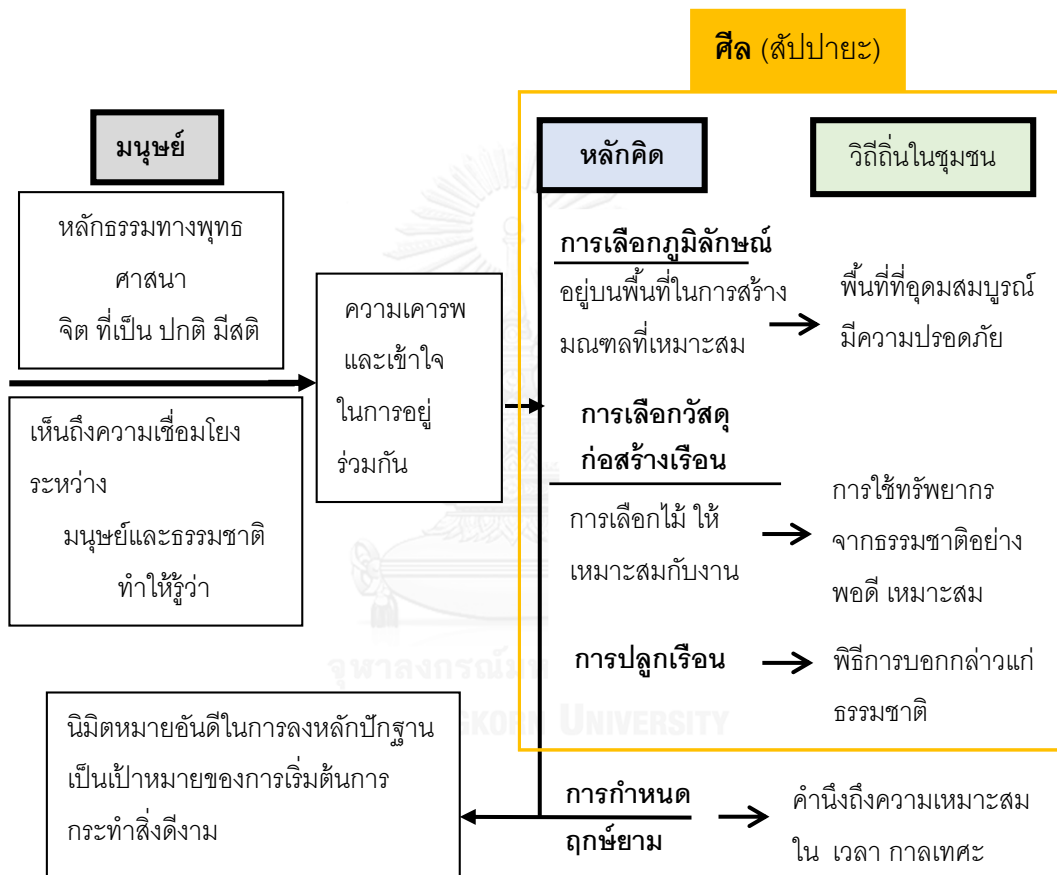 ศีล (สัปปายะ)
มนุษย์
หลักธรรมทางพุทธ
ศาสนา
จิต ที่เป็น ปกติ มีสติ
เห็นถึงความเชื่อมโยง
ระหว่าง
มนุษย์และธรรมชาติ
ทำให้รู้ว่า
ความเคารพ
และเข้าใจ
ในการอยู่
ร่วมกัน
หลักคิด
วิถีถิ่นในชุมชน
การเลือกภูมิลักษณ์
อยู่บนพื้นที่ในการสร้าง
มณฑลที่เหมาะสม
พื้นที่ที่อุดมสมบูรณ์
มีความปรอดภัย
การเลือกวัสดุ
ก่อสร้างเรือน
การเลือกไม้ ให้
เหมาะสมกับงาน
การใช้ทรัพยากร
จากธรรมชาติอย่าง
พอดี เหมาะสม
การปลูกเรือน
พิธีการบอกกล่าวแก่
ธรรมชาติ
นิมิตหมายอันดีในการลงหลักปักฐาน
เป็นเป้าหมายของการเริ่มต้นการ
กระทำสิ่งดีงาม
การกำหนด
ฤกษ์ยาม
คำนึงถึงความเหมาะสม
ใน เวลา กาลเทศะ
UNIVERSITY